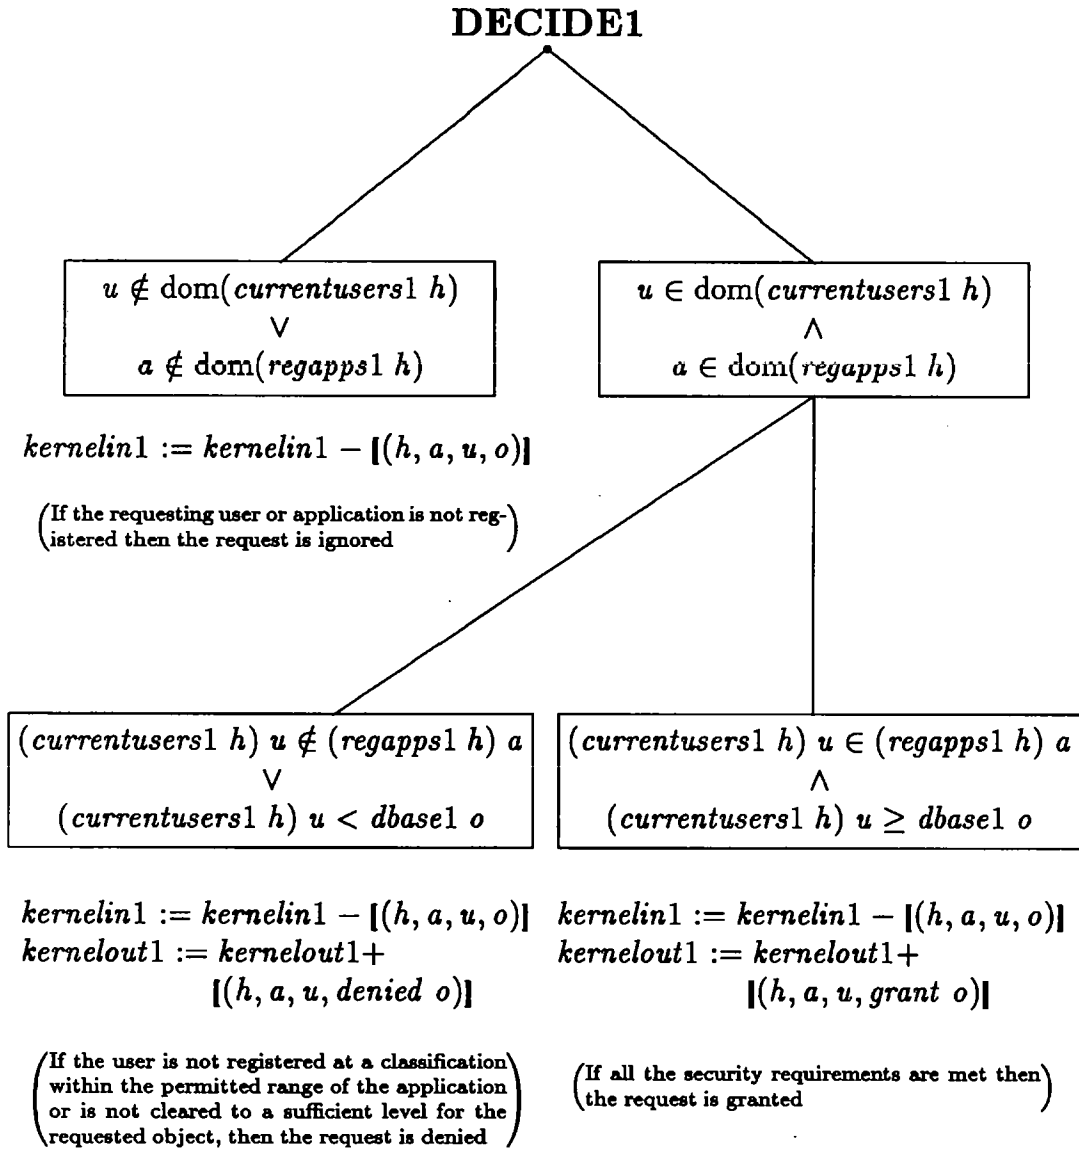 DECIDE1
u ∉ dom(currentusers1 h)
∨
a ∉ dom(regapps1 h)
u ∈ dom(currentusers1 h)
∧
a ∈ dom(regapps1 h)
kernelin1 := kernelin1 − ⟦(h, a, u, o)⟧
(If the requesting user or application is not reg-
istered then the request is ignored)
(currentusers1 h) u ∉ (regapps1 h) a
∨
(currentusers1 h) u < dbase1 o
(currentusers1 h) u ∈ (regapps1 h) a
∧
(currentusers1 h) u ≥ dbase1 o
kernelin1 := kernelin1 − ⟦(h, a, u, o)⟧
kernelout1 := kernelout1+
⟦(h, a, u, denied o)⟧
kernelin1 := kernelin1 − ⟦(h, a, u, o)⟧
kernelout1 := kernelout1+
⟦(h, a, u, grant o)⟧
(If the user is not registered at a classification
within the permitted range of the application
or is not cleared to a sufficient level for the
requested object, then the request is denied)
(If all the security requirements are met then
the request is granted)